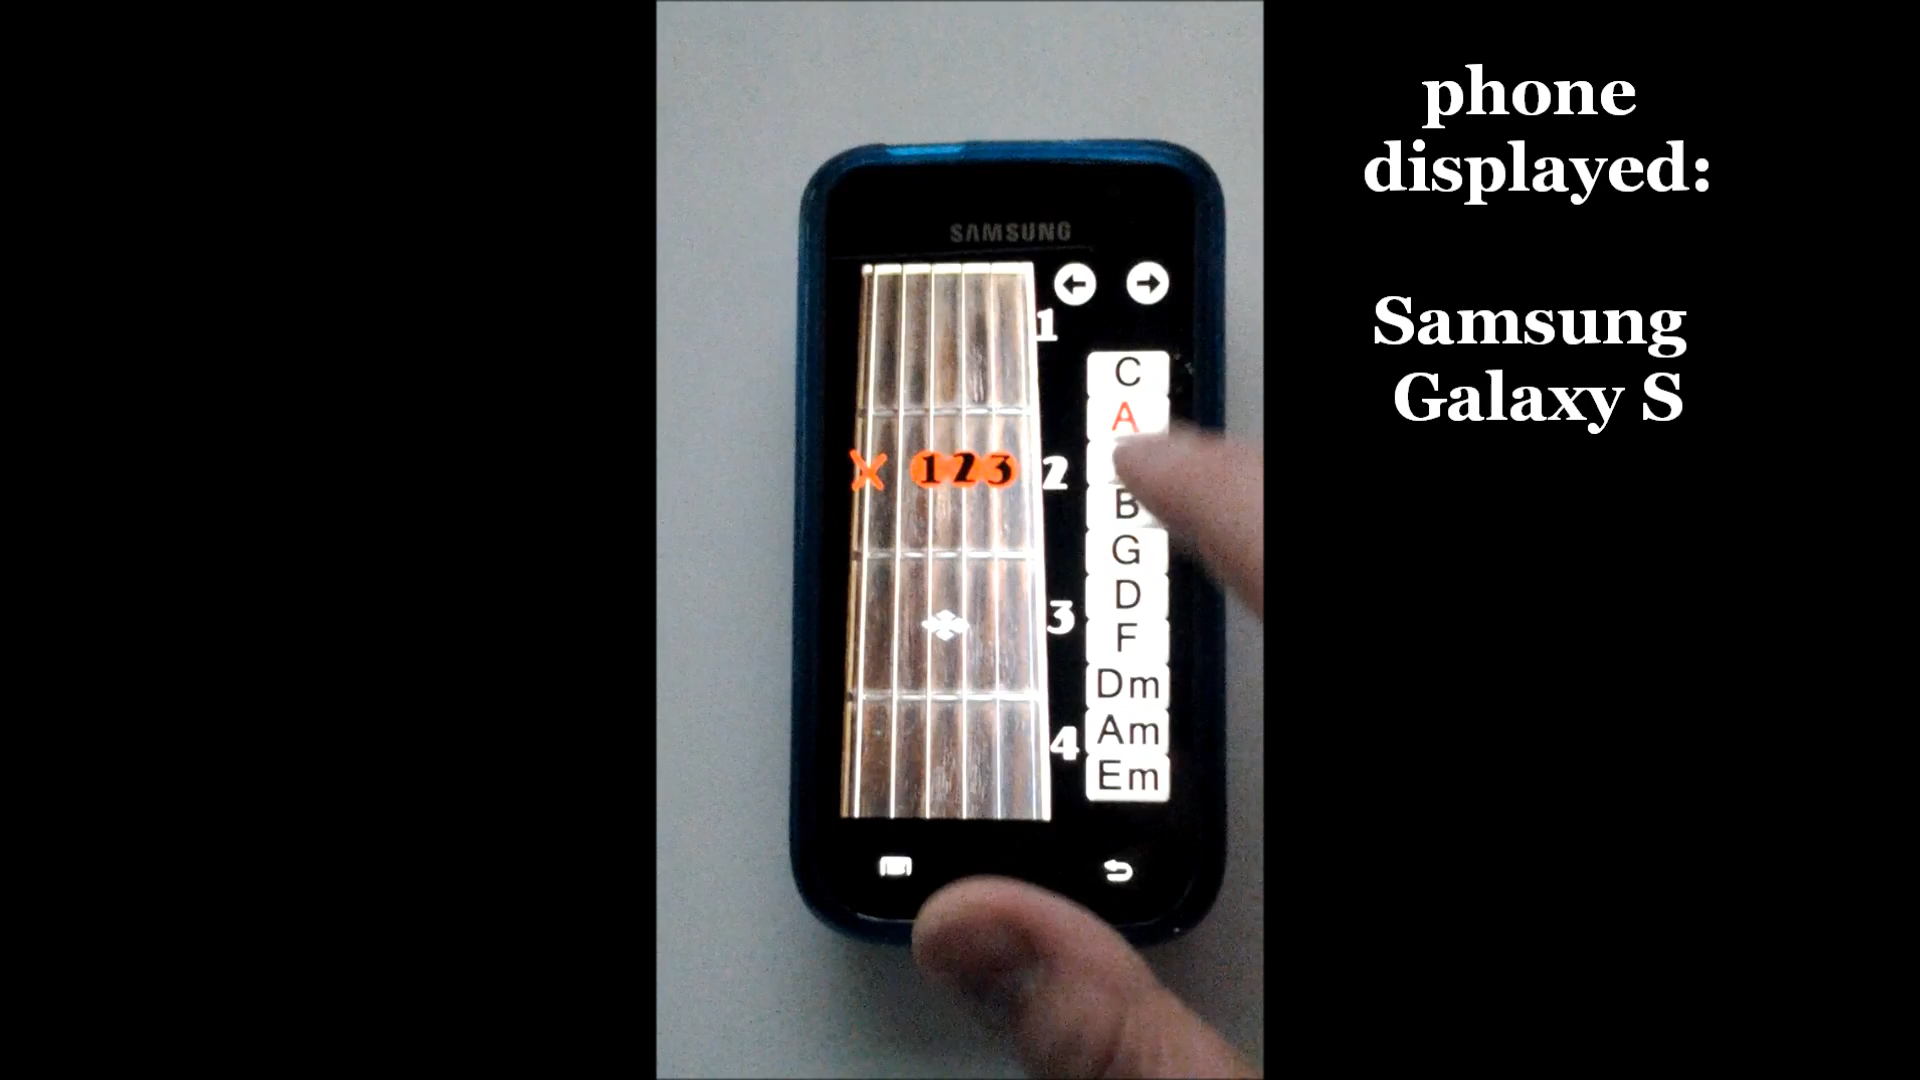 phone
displayed:
Samsung
Galaxy S
SAMSUNG
1
C
A
X 1 2 3
2
B
G
D
3
F
Dm
Am
4
Em